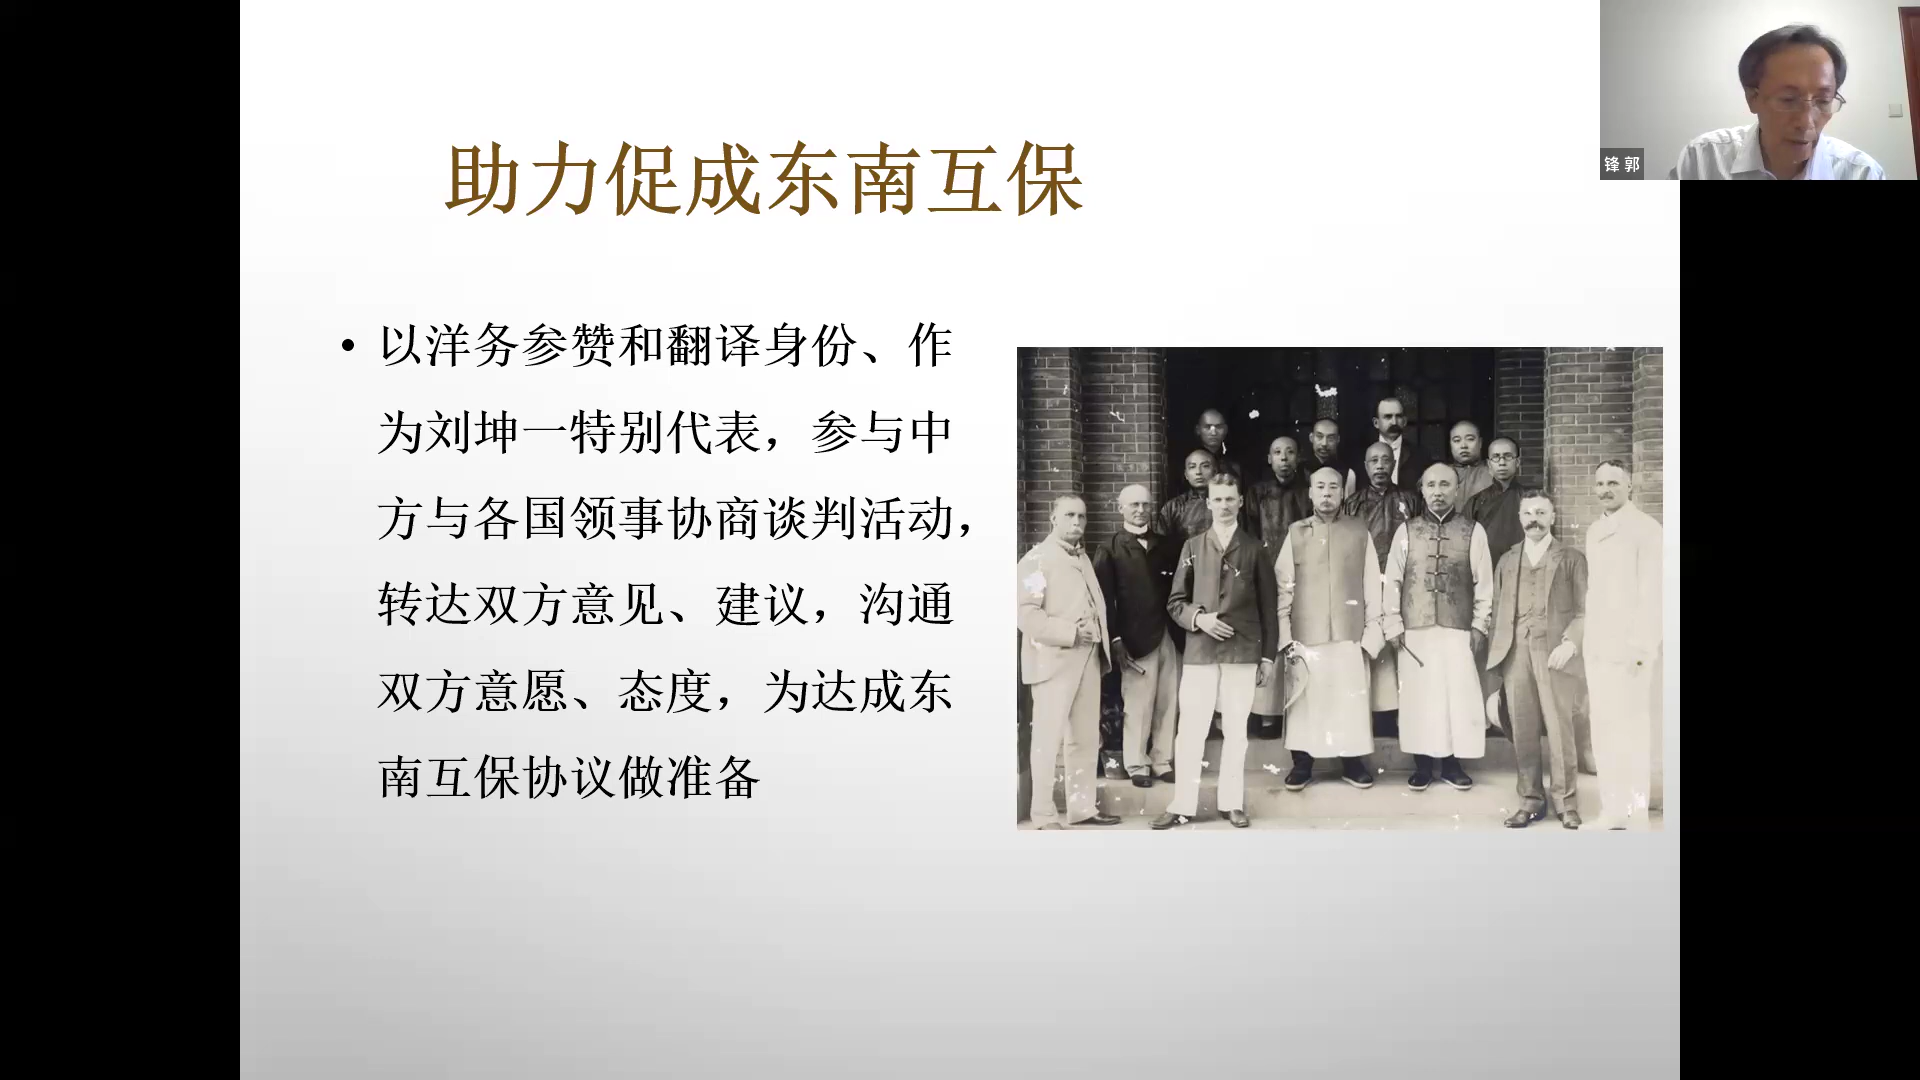 助力促成东南互保
• 以洋务参赞和翻译身份、作
为刘坤一特别代表，参与中
方与各国领事协商谈判活动，
转达双方意见、建议，沟通
双方意愿、态度，为达成东
南互保协议做准备
锋 郭